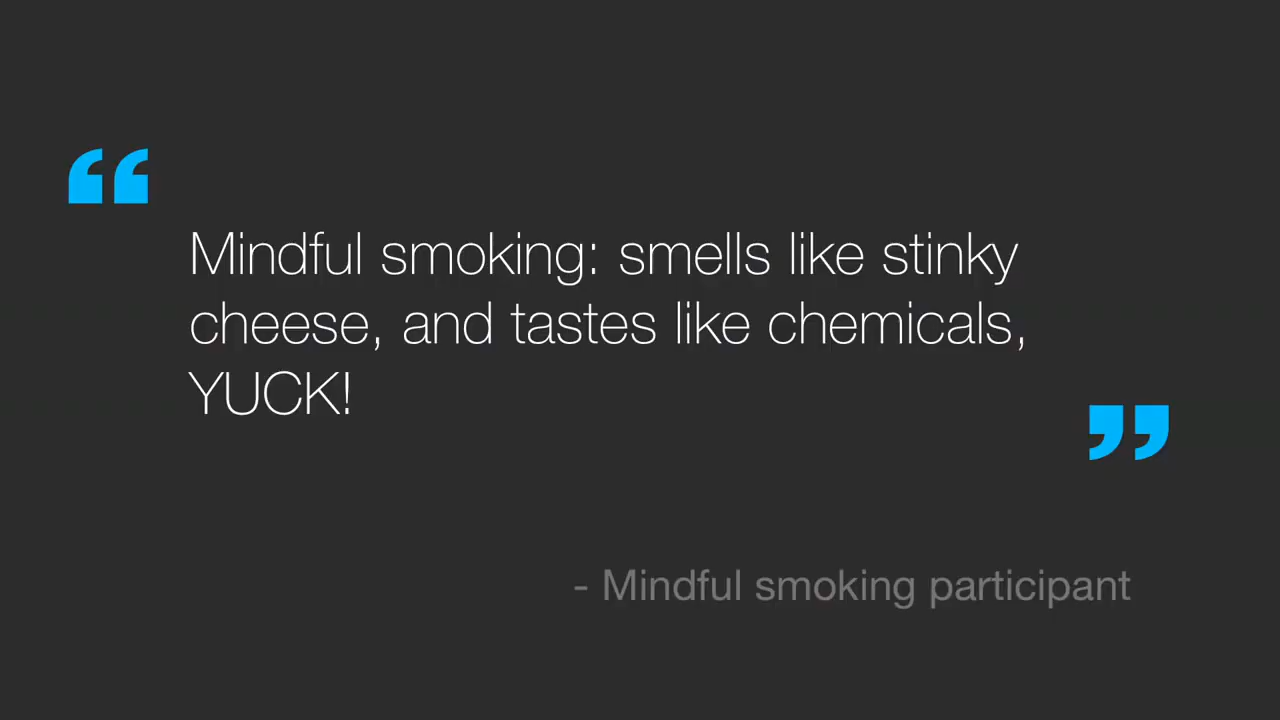 “
Mindful smoking: smells like stinky
cheese, and tastes like chemicals,
YUCK!
”
- Mindful smoking participant